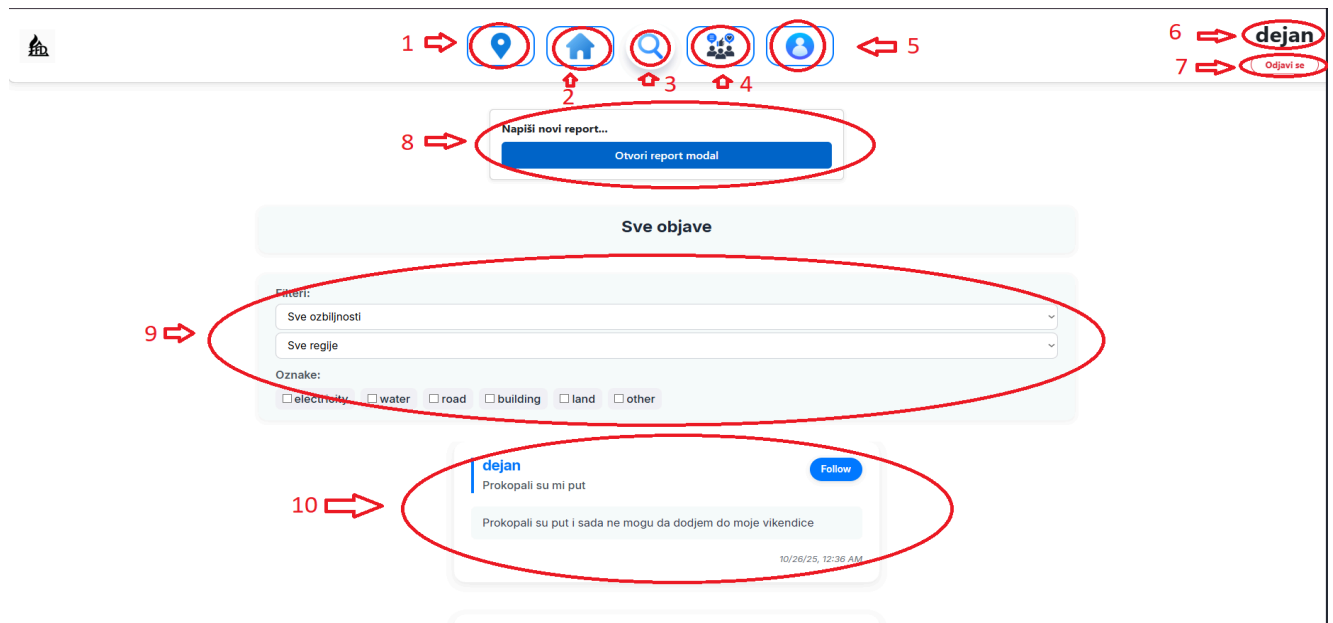 1
2
3
4
5
6
dejan
7
Odjavi se
8
Napiši novi report...
Otvori report modal
Sve objave
9
Filteri:
Sve ozbiljnosti
Sve regije
Oznake:
electricity water road building land other
10
dejan
Follow
Prokopali su mi put
Prokopali su put i sada ne mogu da dodjem do moje vikendice
10/26/25, 12:36 AM